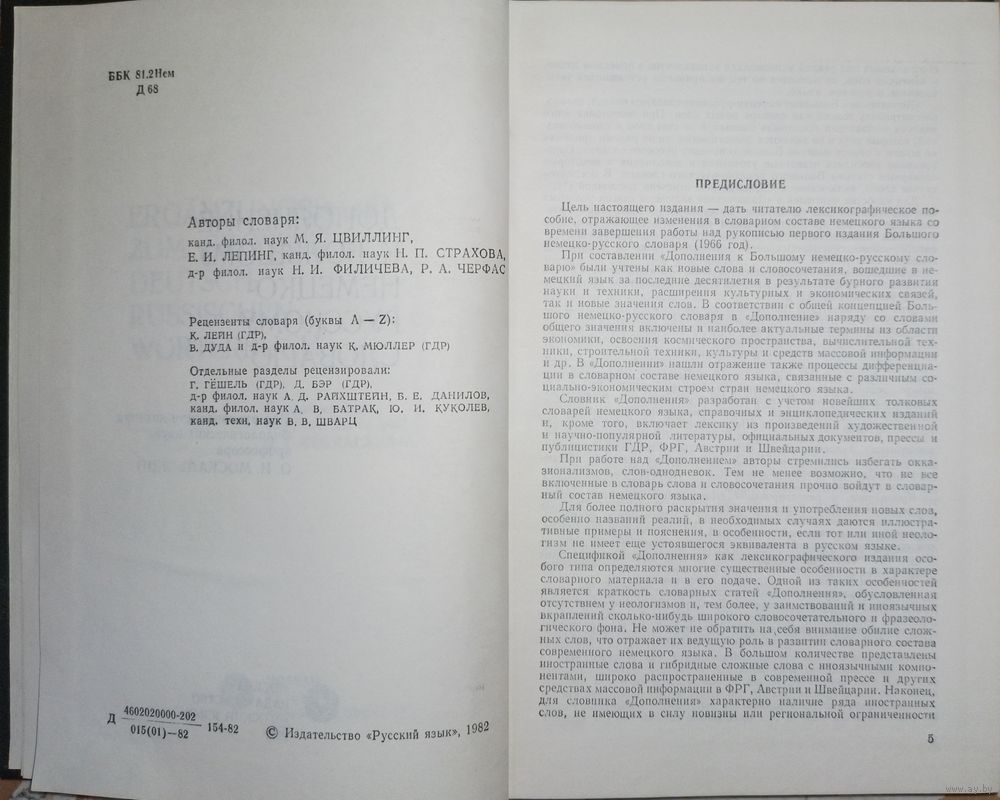 ББК 81.2Нем
Д 68
Авторы словаря:
канд. филол. наук М. Я. ЦВИЛЛИНГ,
Е. И. ЛЕПИНГ, канд. филол. наук Н. П. СТРАХОВА,
д-р филол. наук Н. И. ФИЛИЧЕВА, Р. А. ЧЕРФАС
Рецензенты словаря (буквы A — Z):
К. ЛЕЙН (ГДР),
В. ДУДА и д-р филол. наук К. МЮЛЛЕР (ГДР)
Отдельные разделы рецензировали:
Г. ГЁШЕЛЬ (ГДР), Д. БЭР (ГДР),
д-р филол. наук А. Д. РАЙХШТЕЙН, Б. Е. ДАНИЛОВ,
канд. филол. наук А. В. БАТРАК, Ю. И. КУКОЛЕВ,
канд. техн. наук В. В. ШВАРЦ
Д 4602020000-202
015(01)—82 154-82
© Издательство «Русский язык», 1982
ПРЕДИСЛОВИЕ
Цель настоящего издания — дать читателю лексикографическое по-
собие, отражающее изменения в словарном составе немецкого языка со
времени завершения работы над рукописью первого издания Большого
немецко-русского словаря (1966 год).
При составлении «Дополнения к Большому немецко-русскому сло-
варю» были учтены как новые слова и словосочетания, вошедшие в не-
мецкий язык за последние десятилетия в результате бурного развития
науки и техники, расширения культурных и экономических связей,
так и новые значения слов. В соответствии с общей концепцией Боль-
шого немецко-русского словаря в «Дополнение» наряду со словами
общего значения включены и наиболее актуальные термины из области
экономики, освоения космического пространства, вычислительной тех-
ники, строительной техники, культуры и средств массовой информации
и др. В «Дополнении» нашли отражение также процессы дифференциа-
ции в словарном составе немецкого языка, связанные с различным со-
циально-экономическим строем стран немецкого языка.
Словник «Дополнения» разработан с учетом новейших толковых
словарей немецкого языка, справочных и энциклопедических изданий
и, кроме того, включает лексику из произведений художественной
и научно-популярной литературы, официальных документов, прессы и
публицистики ГДР, ФРГ, Австрии и Швейцарии.
При работе над «Дополнением» авторы стремились избегать окка-
зионализмов, слов-однодневок. Тем не менее возможно, что не все
включенные в словарь слова и словосочетания прочно войдут в словар-
ный состав немецкого языка.
Для более полного раскрытия значения и употребления новых слов,
особенно названий реалий, в необходимых случаях даются иллюстра-
тивные примеры и пояснения, в особенности, если тот или иной неоло-
гизм не имеет еще устоявшегося эквивалента в русском языке.
Спецификой «Дополнения» как лексикографического издания осо-
бого типа определяются многие существенные особенности в характере
словарного материала и в его подаче. Одной из таких особенностей
является краткость словарных статей «Дополнения», обусловленная
отсутствием у неологизмов и, тем более, у заимствований и иноязычных
вкраплений сколько-нибудь широкого словосочетательного и фразеоло-
гического фона. Не может не обратить на себя внимание обилие слож-
ных слов, что отражает их ведущую роль в развитии словарного состава
современного немецкого языка. В большом количестве представлены
иностранные слова и гибридные сложные слова с иноязычными компо-
нентами, широко распространенные в современной прессе и других
средствах массовой информации в ФРГ, Австрии и Швейцарии. Наконец,
для словника «Дополнения» характерно наличие ряда иностранных
слов, не имеющих в силу новизны или региональной ограниченности
5
www.ay.by